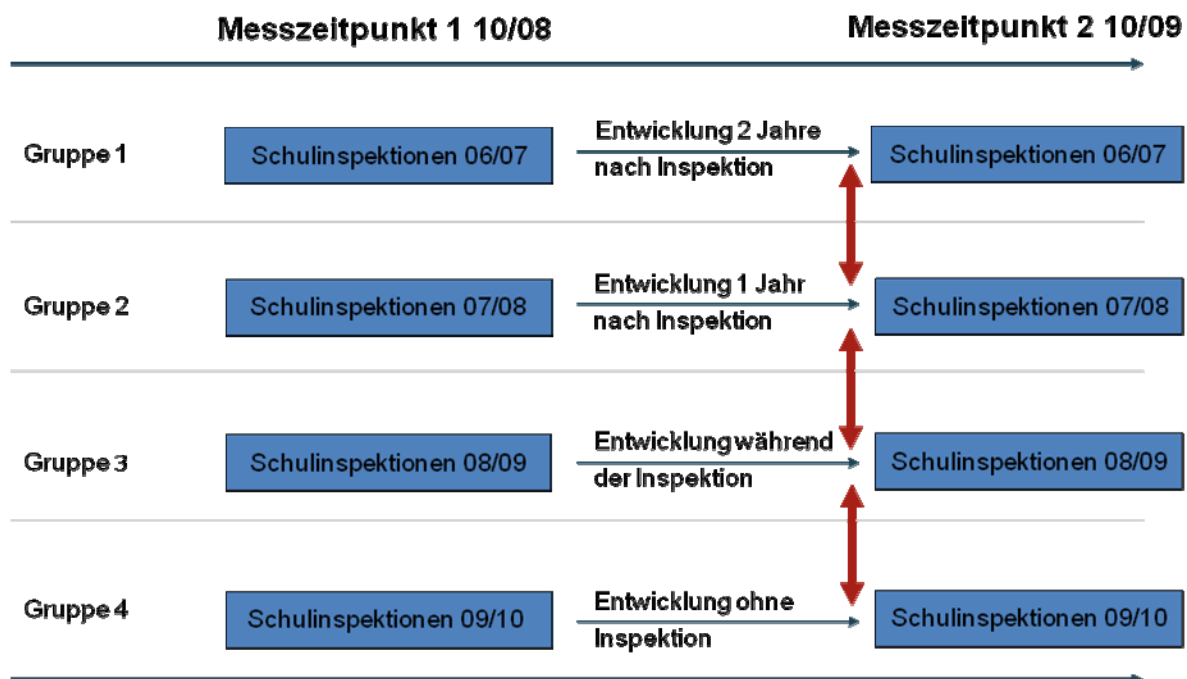 Messzeitpunkt 1 10/08
Messzeitpunkt 2 10/09
Gruppe 1
Schulinspektionen 06/07
Entwicklung 2 Jahre
nach Inspektion
Schulinspektionen 06/07
Gruppe 2
Schulinspektionen 07/08
Entwicklung 1 Jahr
nach Inspektion
Schulinspektionen 07/08
Gruppe 3
Schulinspektionen 08/09
Entwicklung während
der Inspektion
Schulinspektionen 08/09
Gruppe 4
Schulinspektionen 09/10
Entwicklung ohne
Inspektion
Schulinspektionen 09/10